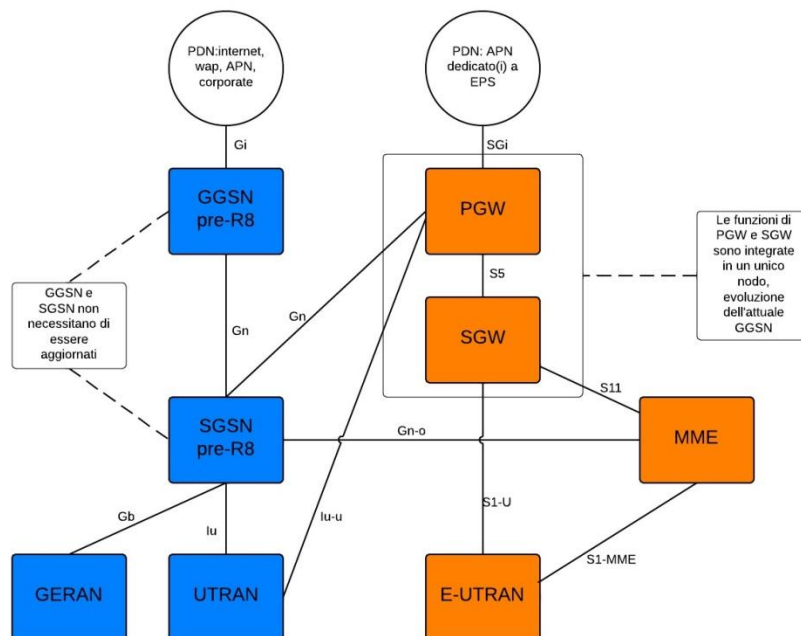 PDN:internet,
wap, APN,
corporate
PDN: APN
dedicato(i) a
EPS
Gi
SGi
GGSN
pre-R8
PGW
Le funzioni di
PGW e SGW
sono integrate
in un unico
nodo,
evoluzione
dell'attuale
GGSN
S5
GGSN e
SGSN non
necessitano di
essere
aggiornati
Gn
Gn
SGW
S11
SGSN
pre-R8
Gn-o
MME
Gb
Iu
Iu-u
S1-U
S1-MME
GERAN
UTRAN
E-UTRAN